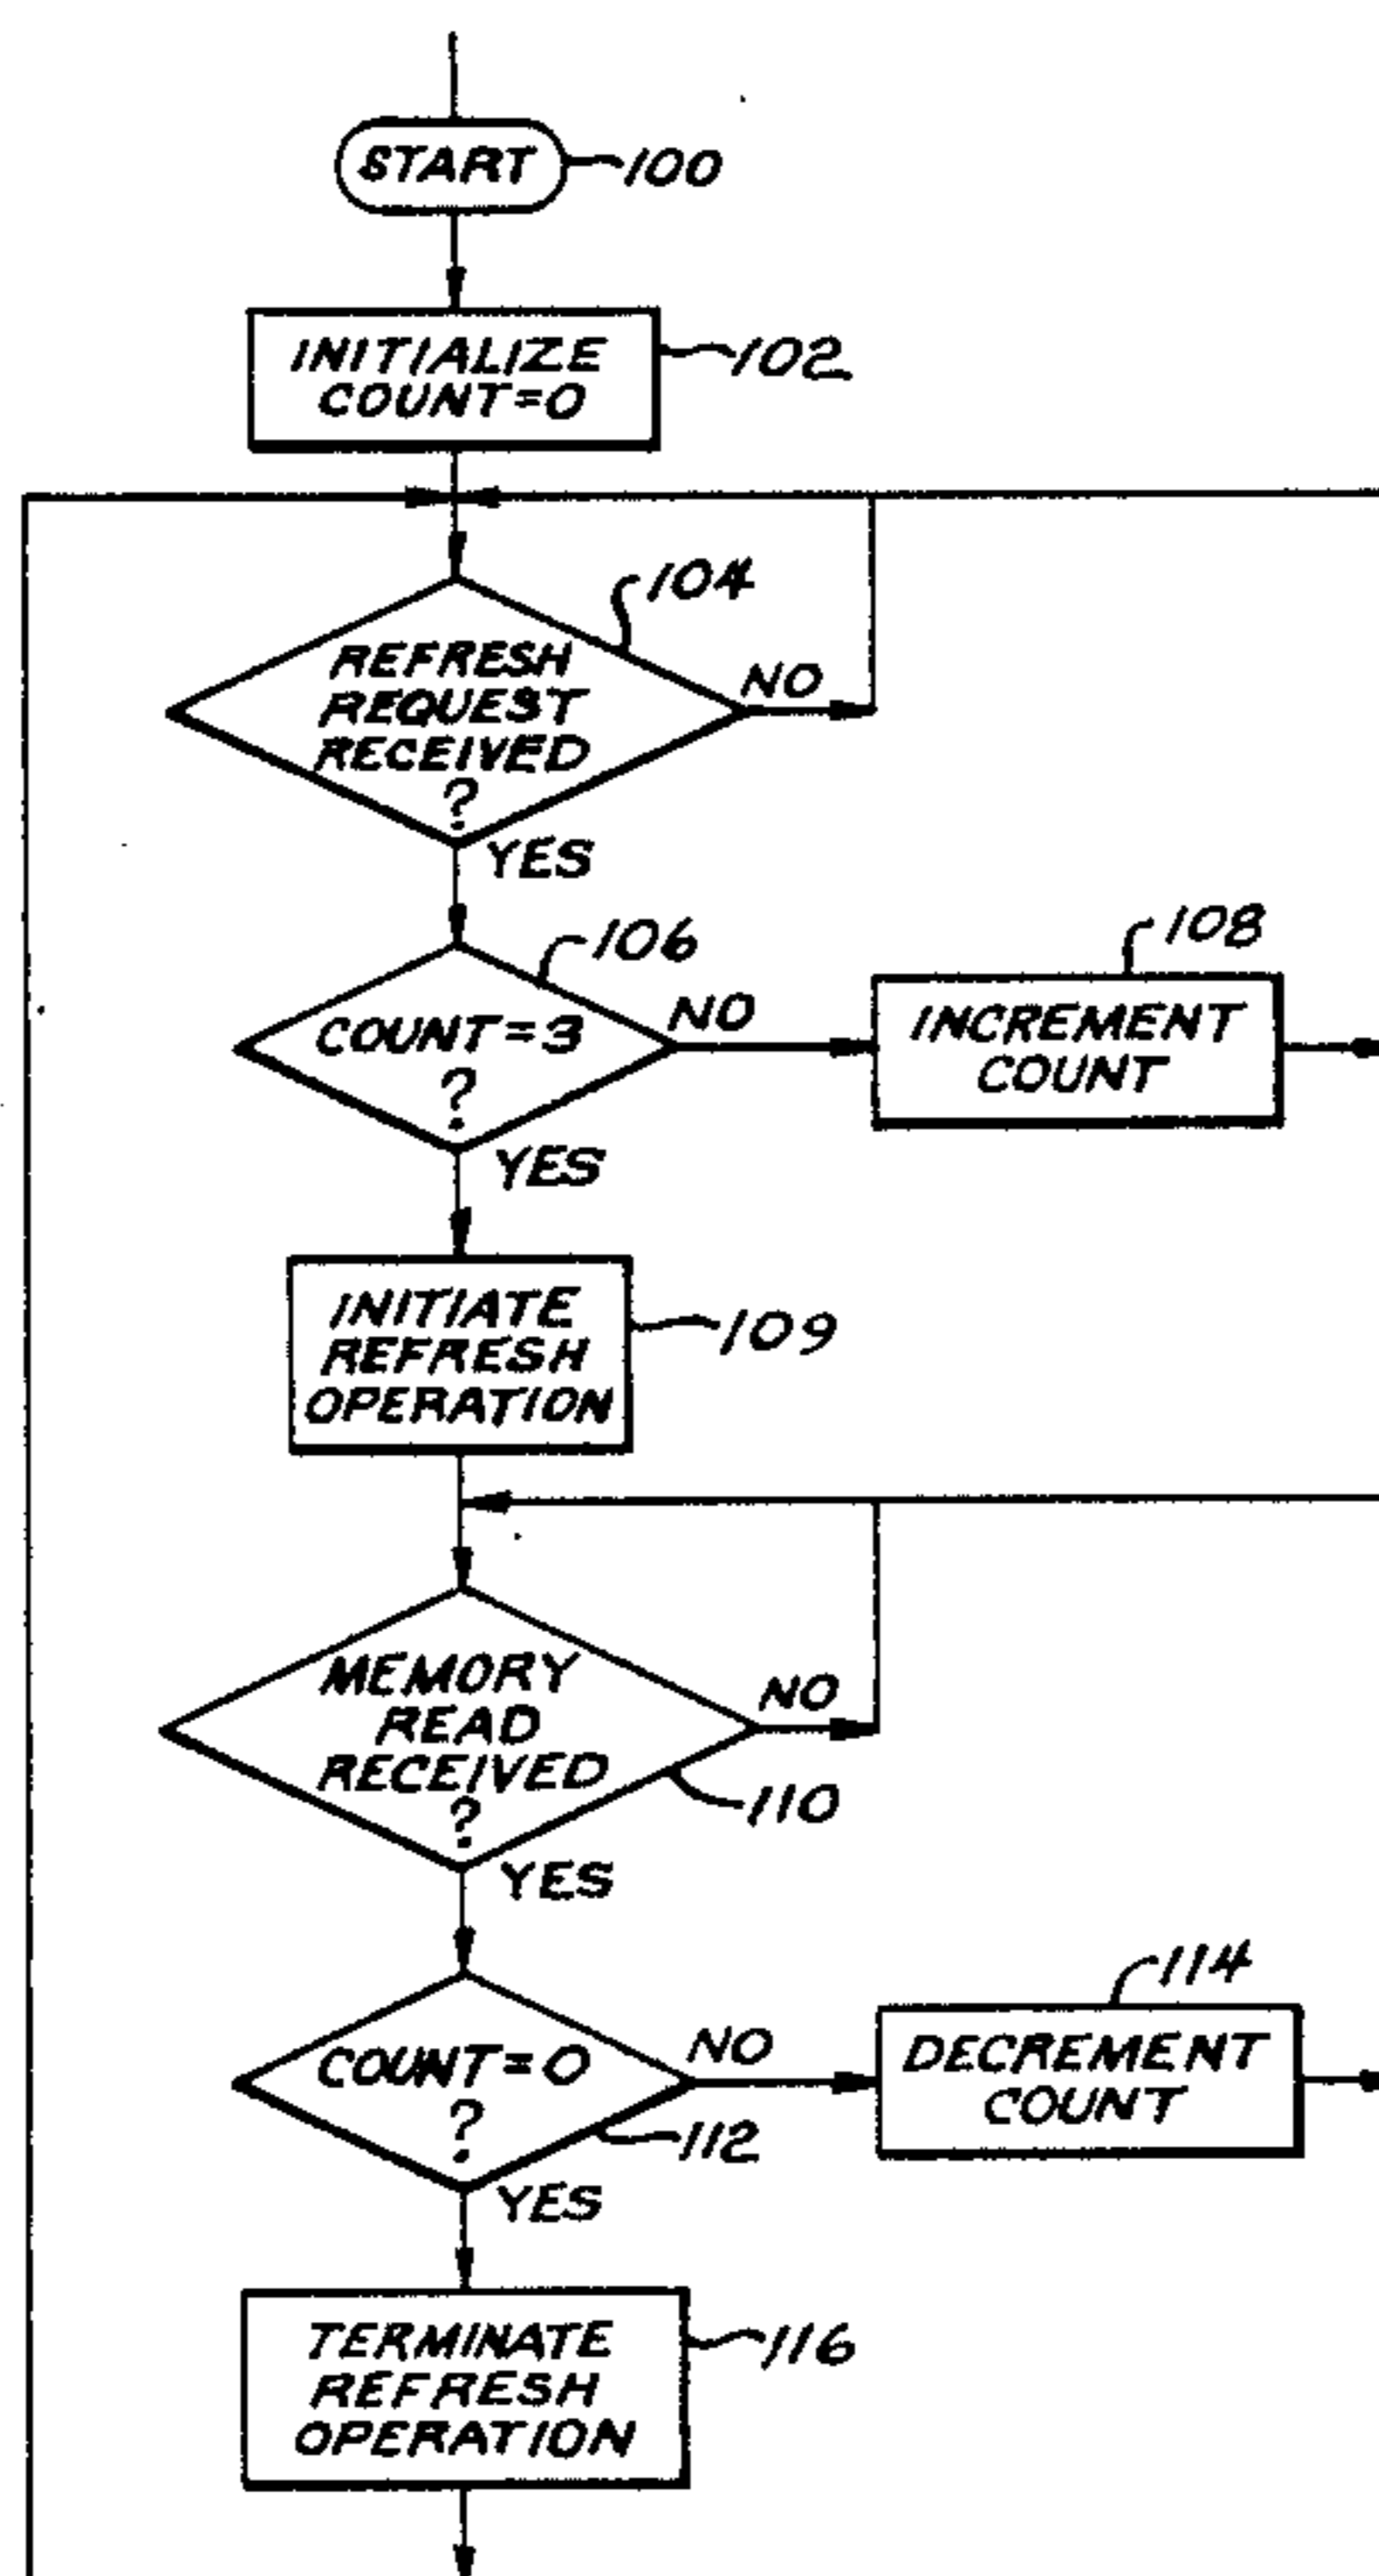 START
100
INITIALIZE
COUNT=0
102
104
REFRESH
REQUEST
RECEIVED
?
NO
YES
106
COUNT=3
?
NO
108
INCREMENT
COUNT
YES
INITIATE
REFRESH
OPERATION
109
MEMORY
READ
RECEIVED
?
NO
110
YES
COUNT=0
?
NO
112
114
DECREMENT
COUNT
YES
TERMINATE
REFRESH
OPERATION
116